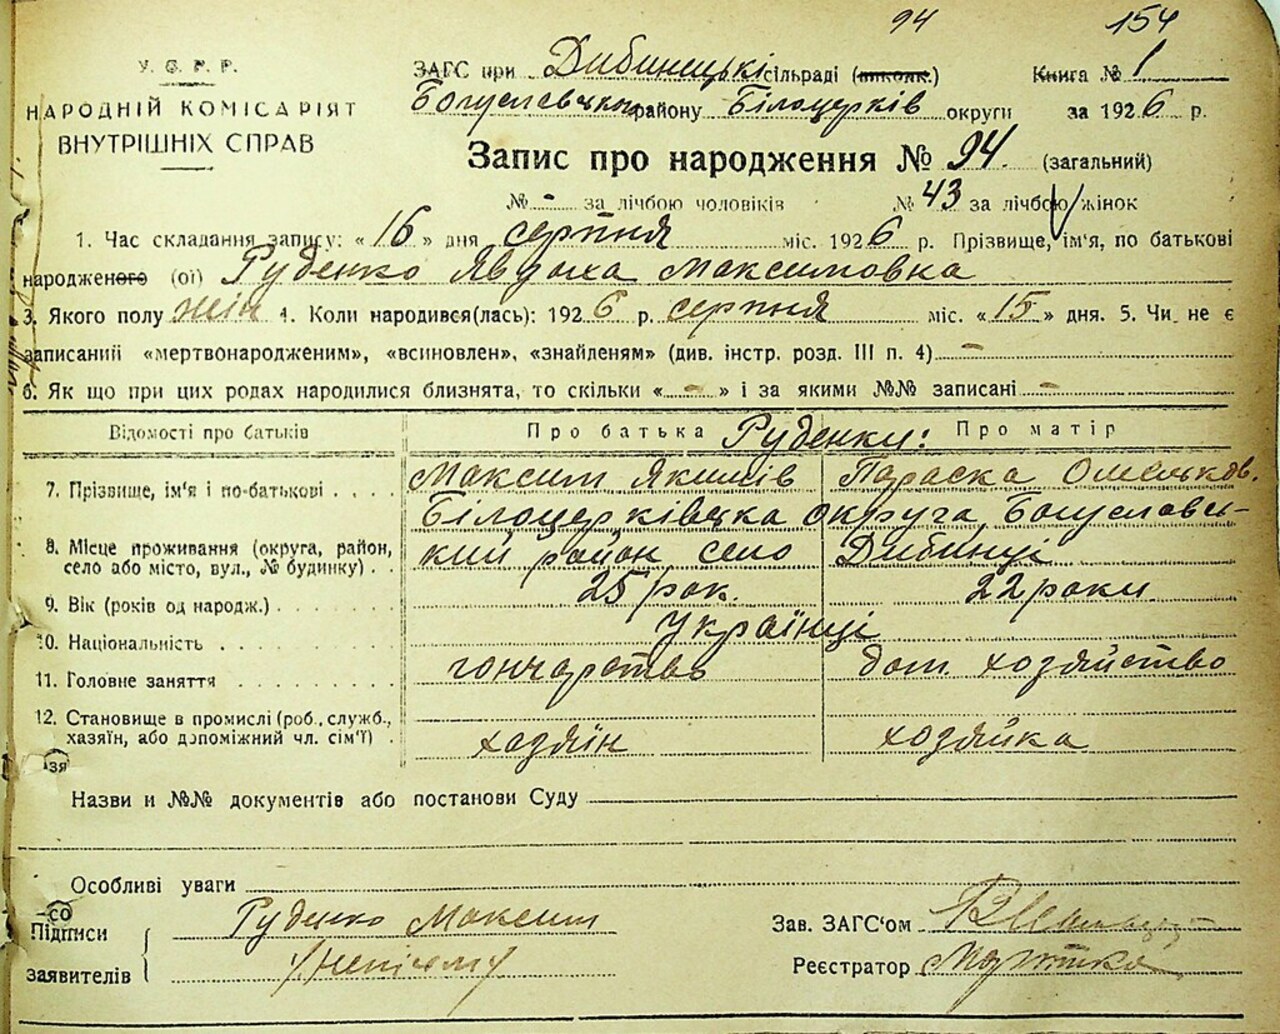 94 154
У. С. Р. Р.
НАРОДНІЙ КОМІСАРІЯТ
ВНУТРІШНІХ СПРАВ
ЗАГС при Дибинецькі сільраді (виконк.) Книга № 1
району Білоцерків округи за 1926 р.
Запис про народження № 94. (загальний)
№ - за лічбою чоловіків № 43 за лічбою жінок
1. Час складання запису: «16» дня серпня міс. 1926 р. Прізвище, ім'я, по батькові
народженого (ої) Руденко Явдоха Максимовка
3. Якого полу жін 4. Коли народився(лась): 1926 р. серпня міс. «15» дня. 5. Чи не є
записаний «мертвонародженим», «всиновлен», «знайденям» (див. інстр. розд. III п. 4) -
6. Як що при цих родах народилися близнята, то скільки « - » і за якими №№ записані -
Відомості про батьків Про батька Руденки: Про матір
7. Прізвище, ім'я і по-батькові Максим Якимів Параска Омельков.
Білоцерківська округа, Богуславсь-
8. Місце проживання (округа, район, село або місто, вул., № будинку) кий район село Дибинці
9. Вік (років од народж.) 25 рок. 22 роки
10. Національність Українці
11. Головне заняття гончарство дом. хозяйство
12. Становище в промислі (роб., служб., хазяїн, або допоміжний чл. сім'ї) хозяїн хозяйка
зя
Назви и №№ документів або постанови Суду
Особливі уваги
со
Підписи Руденко Максим Зав. ЗАГС'ом
заявителів Реєстратор